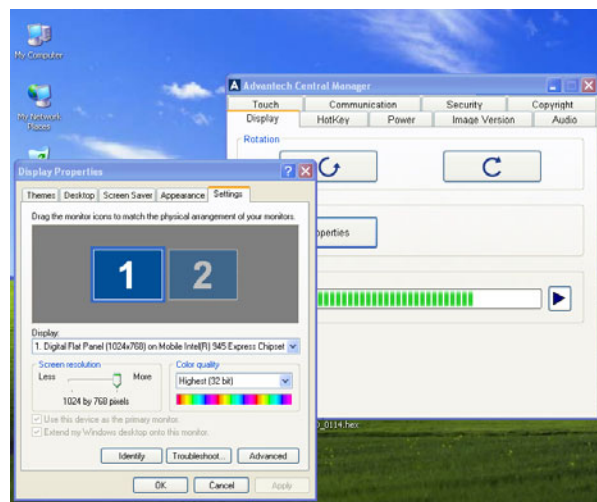 My Computer
My Network
Places
Advantech Central Manager
Touch Communication Security Copyright
Display HotKey Power Image Version Audio
Rotation
operties
Display Properties
Themes Desktop Screen Saver Appearance Settings
Drag the monitor icons to match the physical arrangement of your monitors.
1 2
Display:
1. Digital Flat Panel (1024x768) on Mobile Intel(R) 945 Express Chipset
Screen resolution
Less More
1024 by 768 pixels
Color quality
Highest (32 bit)
Use this device as the primary monitor.
Extend my Windows desktop onto this monitor.
Identify Troubleshoot... Advanced
OK Cancel Apply
_0114.hex